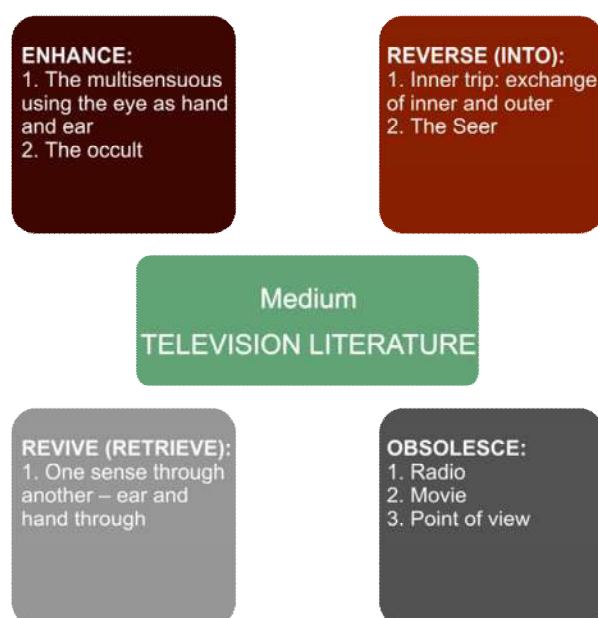 ENHANCE:
1. The multisensuous
using the eye as hand
and ear
2. The occult
REVERSE (INTO):
1. Inner trip: exchange
of inner and outer
2. The Seer
Medium
TELEVISION LITERATURE
REVIVE (RETRIEVE):
1. One sense through
another – ear and
hand through
OBSOLESCE:
1. Radio
2. Movie
3. Point of view